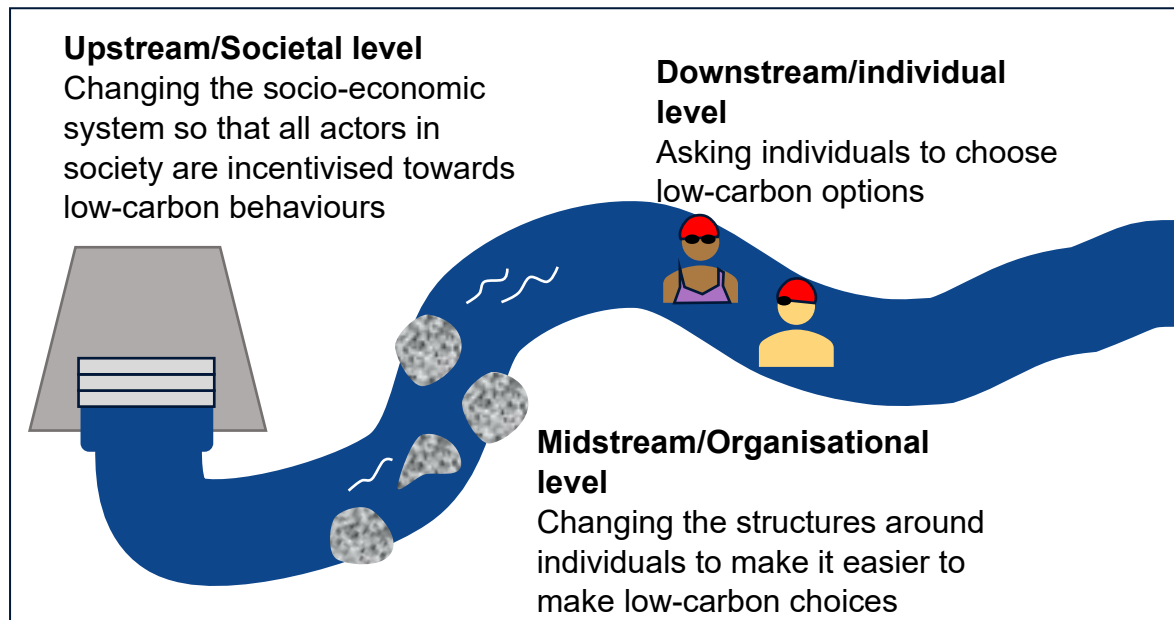 Upstream/Societal level
Changing the socio-economic
system so that all actors in
society are incentivised towards
low-carbon behaviours
Downstream/individual
level
Asking individuals to choose
low-carbon options
Midstream/Organisational
level
Changing the structures around
individuals to make it easier to
make low-carbon choices